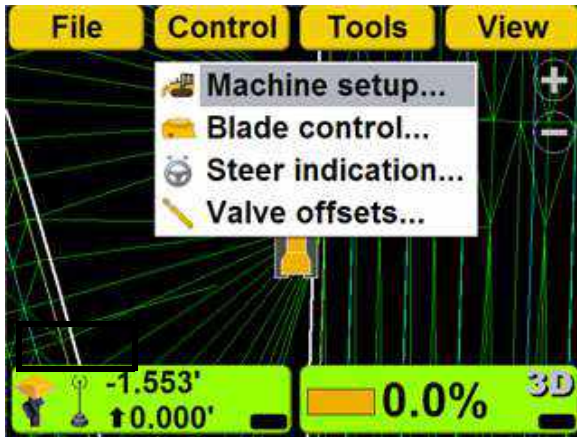 File Control Tools View
Machine setup...
Blade control...
Steer indication...
Valve offsets...
-1.553'
0.000'
0.0%
3D